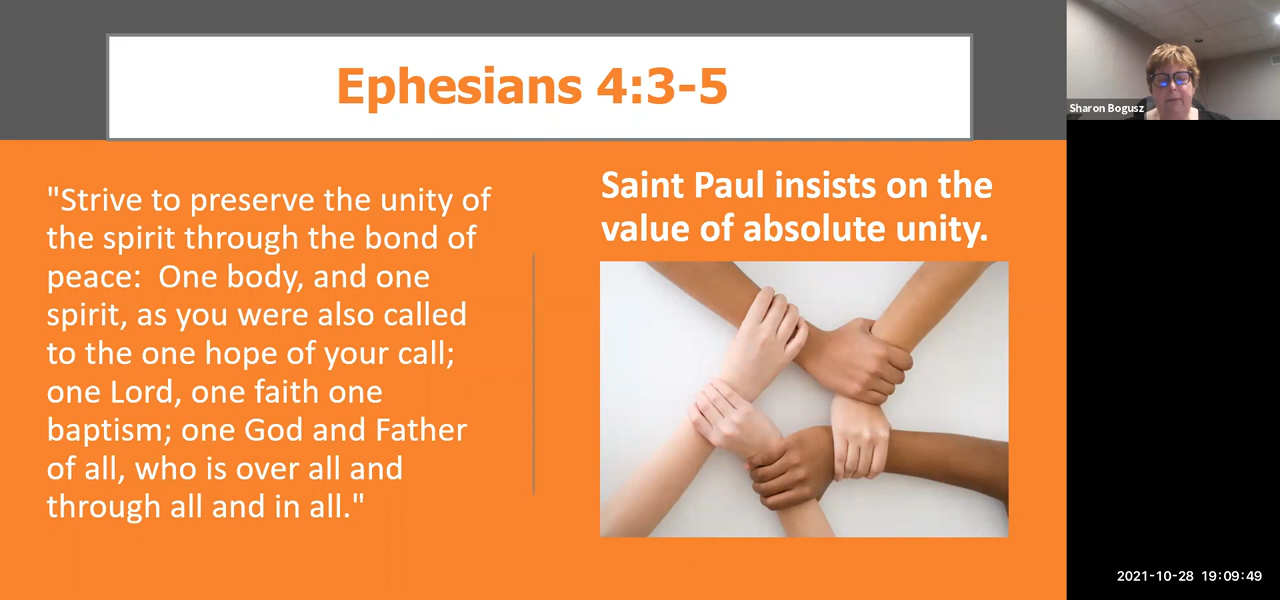 Ephesians 4:3-5
"Strive to preserve the unity of
the spirit through the bond of
peace:  One body, and one
spirit, as you were also called
to the one hope of your call;
one Lord, one faith one
baptism; one God and Father
of all, who is over all and
through all and in all."
Saint Paul insists on the
value of absolute unity.
Sharon Bogusz
2021-10-28 19:09:49